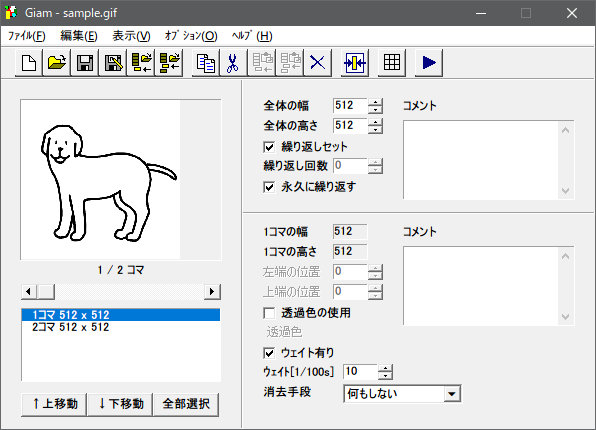 Giam - sample.gif
ﾌｧｲﾙ(F) 編集(E) 表示(V) ｵﾌﾟｼｮﾝ(O) ﾍﾙﾌﾟ(H)
1 / 2 コマ
1コマ 512 x 512
2コマ 512 x 512
↑上移動 ↓下移動 全部選択
全体の幅 512 コメント
全体の高さ 512
繰り返しセット
繰り返し回数 0
永久に繰り返す
1コマの幅 512 コメント
1コマの高さ 512
左端の位置 0
上端の位置 0
透過色の使用
透過色
ウェイト有り
ｳｪｲﾄ[1/100s] 10
消去手段 何もしない